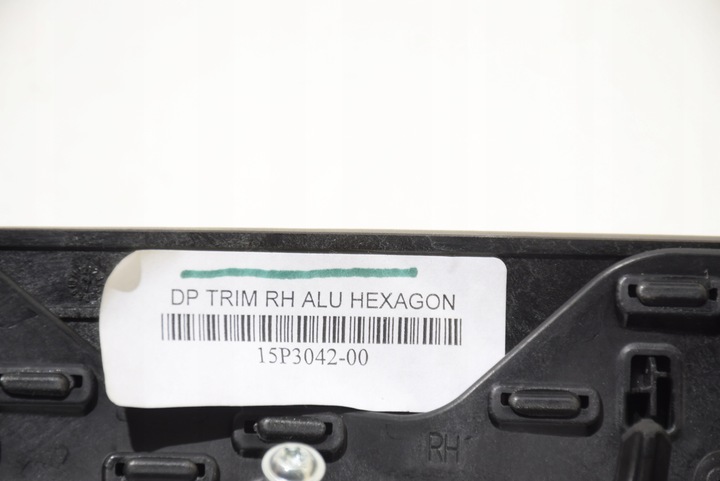 DP TRIM RH ALU HEXAGON
15P3042-00
RH